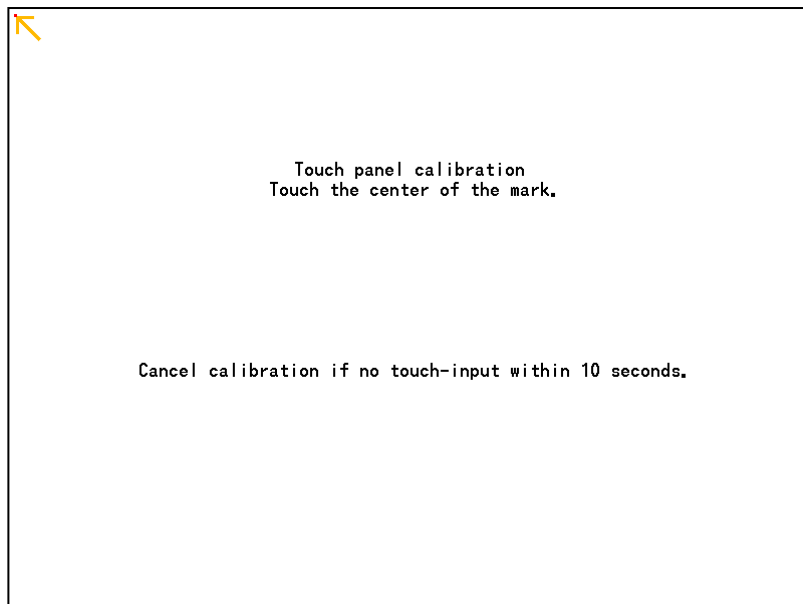 Touch panel calibration
Touch the center of the mark.
Cancel calibration if no touch-input within 10 seconds.